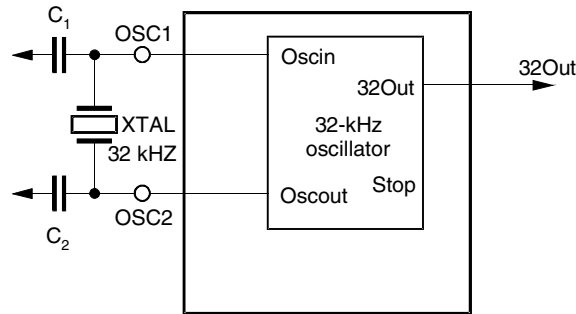 C1
OSC1
Oscin
32Out
32Out
XTAL
32 kHZ
32-kHz
oscillator
Stop
Oscout
OSC2
C2